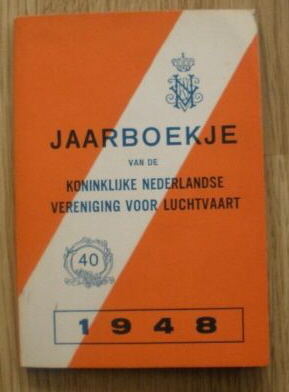 JAARBOEKJE
VAN DE
KONINKLIJKE NEDERLANDSE
VERENIGING VOOR LUCHTVAART
40
1948